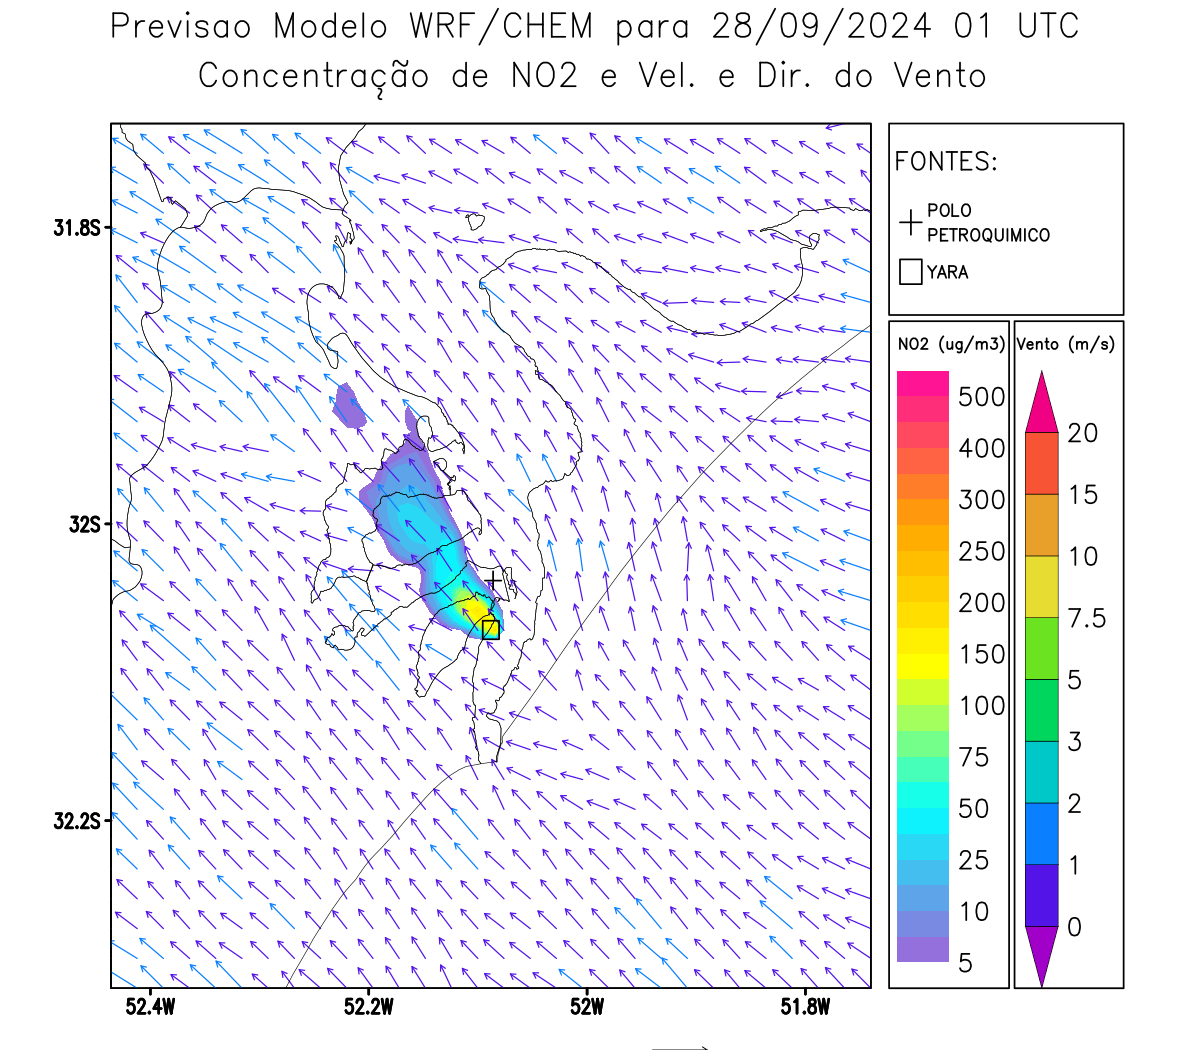 Previsao Modelo WRF/CHEM para 28/09/2024 01 UTC
Concentração de NO2 e Vel. e Dir. do Vento
FONTES:
POLO
PETROQUIMICO
YARA
31.8S
32S
32.2S
52.4W
52.2W
52W
51.8W
NO2 (ug/m3)
500
400
300
250
200
150
100
75
50
25
10
5
Vento (m/s)
20
15
10
7.5
5
3
2
1
0